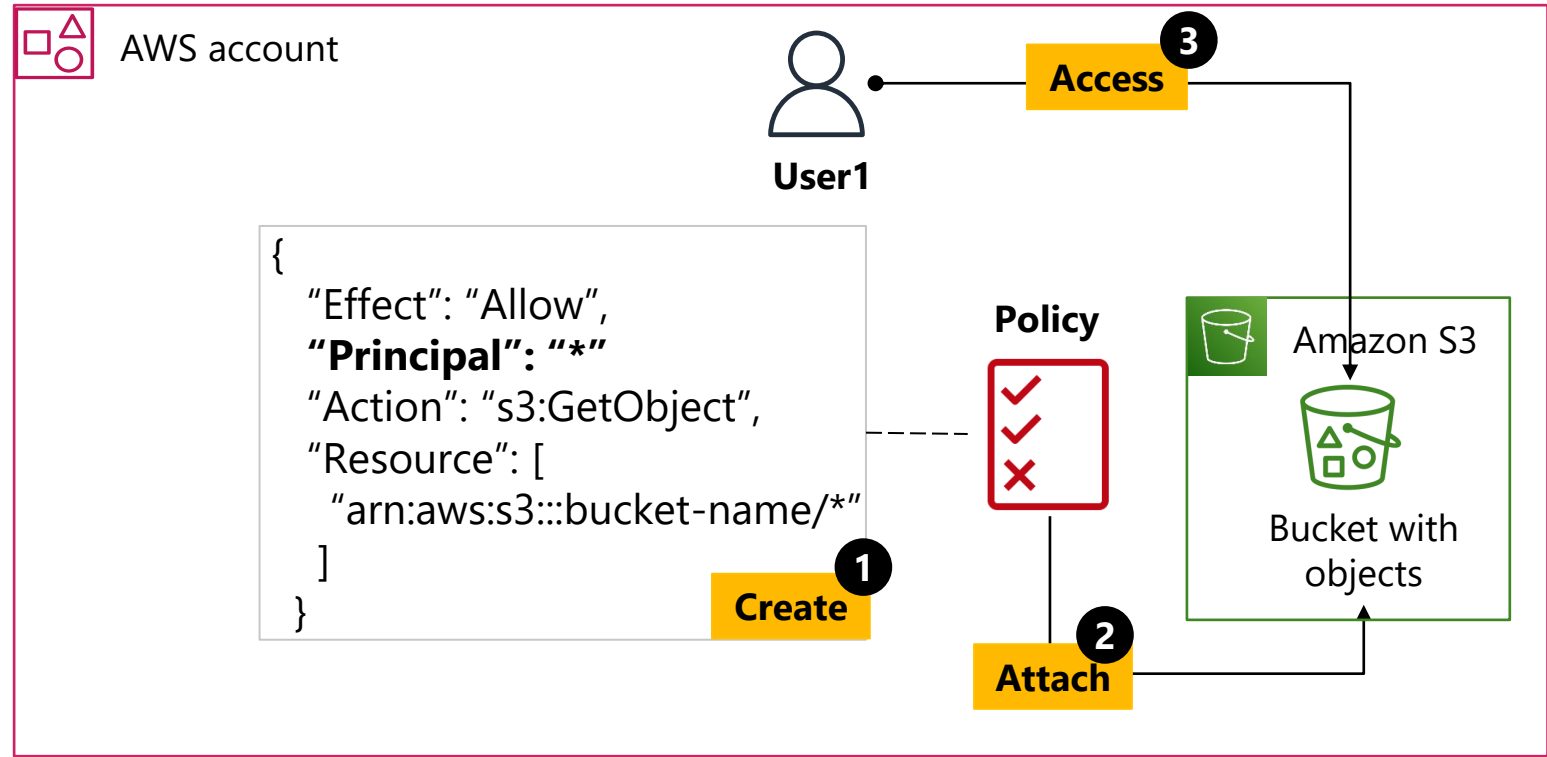 AWS account
3
Access
User1
{
“Effect”: “Allow”,
“Principal”: “*”
“Action”: “s3:GetObject”,
“Resource”: [
“arn:aws:s3:::bucket-name/*”
]
}
1
Create
Policy
2
Attach
Amazon S3
Bucket with
objects